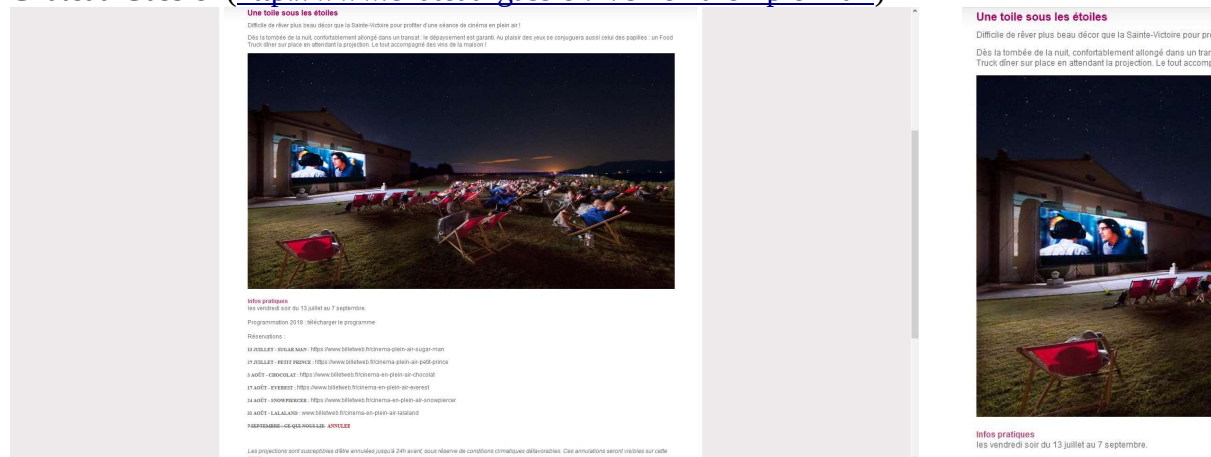 Une toile sous les étoiles
Difficile de rêver plus beau décor que la Sainte-Victoire pour profiter d'une séance de cinéma en plein air !
Dès la tombée de la nuit, confortablement allongé dans un transat : le dépaysement est garanti. Au plaisir des yeux se conjuguera aussi celui des papilles : un Food
Truck dîner sur place en attendant la projection. Le tout accompagné des vins de la maison !
Infos pratiques
les vendredi soir du 13 juillet au 7 septembre.
Programmation 2018 : télécharger le programme
Réservations :
13 JUILLET - SUGAR MAN : https://www.billetweb.fr/cinema-plein-air-sugar-man
27 JUILLET - PETIT PRINCE : https://www.billetweb.fr/cinema-plein-air-petit-prince
3 AOÛT - CHOCOLAT : https://www.billetweb.fr/cinema-en-plein-air-chocolat
17 AOÛT - EVEREST : https://www.billetweb.fr/cinema-en-plein-air-everest
24 AOÛT - SNOWPIERCER : https://www.billetweb.fr/cinema-en-plein-air-snowpiercer
31 AOÛT - LALALAND : www.billetweb.fr/cinema-en-plein-air-lalaland
7 SEPTEMBRE - CE QUI NOUS LIE- ANNULEE
Les projections sont susceptibles d'être annulées jusqu'à 24h avant, sous réserve de conditions climatiques défavorables. Ces annulations seront visibles sur cette
Une toile sous les étoiles
Difficile de rêver plus beau décor que la Sainte-Victoire pour pro
Dès la tombée de la nuit, confortablement allongé dans un tran
Truck dîner sur place en attendant la projection. Le tout accomp
Infos pratiques
les vendredi soir du 13 juillet au 7 septembre.